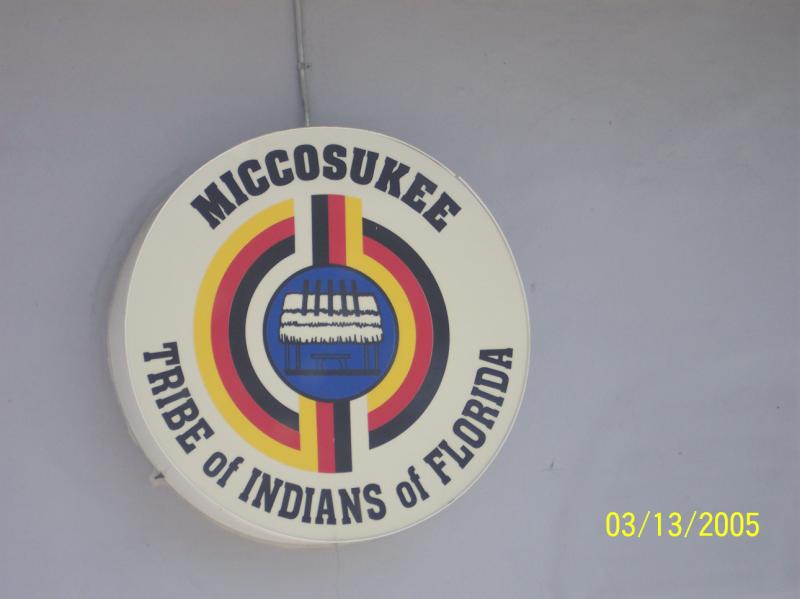 MICCOSUKEE
TRIBE of INDIANS of FLORIDA
03/13/2005